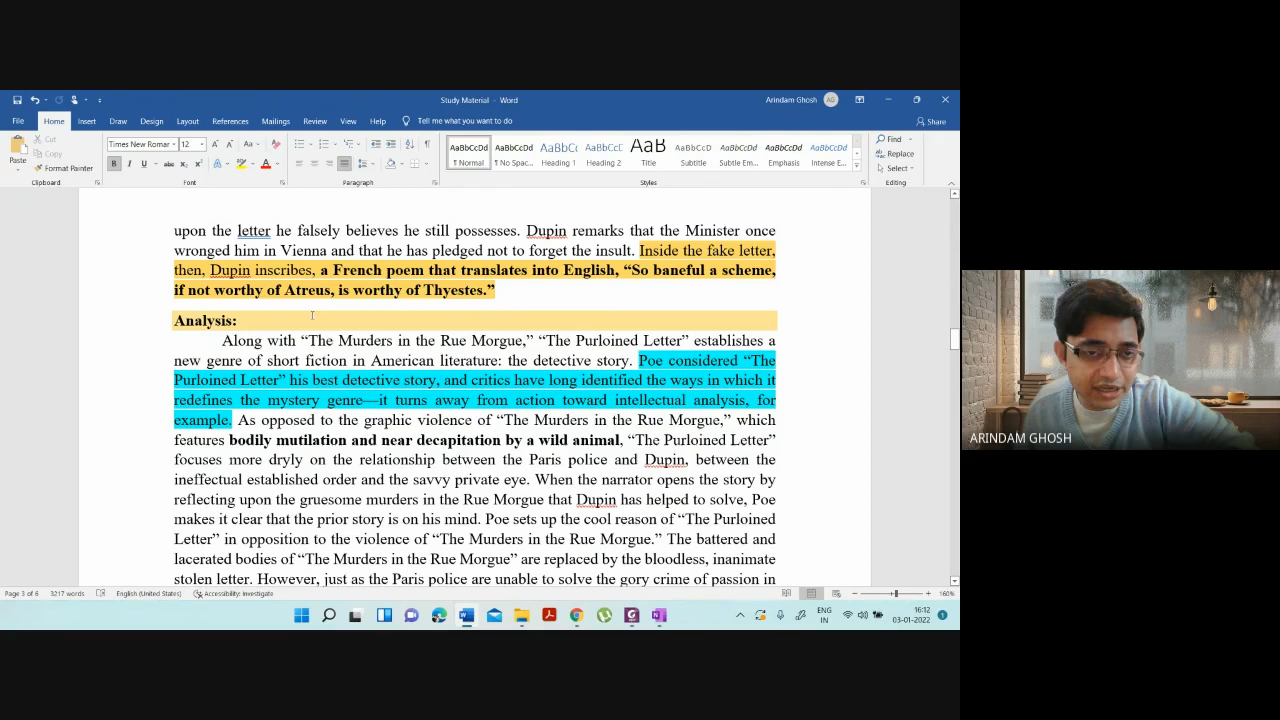 Study Material - Word
Arindam Ghosh AG
File Home Insert Draw Design Layout References Mailings Review View Help Tell me what you want to do Share
Paste Cut Copy Format Painter
Times New Romar 12
AaBbCcDd AaBbCcDd AaBbCc AaBbCcD AaB AaBbCcD AaBbCcDd AaBbCcDd AaBbCcDd
¶ Normal ¶ No Spac... Heading 1 Heading 2 Title Subtitle Subtle Em... Emphasis Intense E...
Find
Replace
Select
Clipboard Font Paragraph Styles Editing
upon the letter he falsely believes he still possesses. Dupin remarks that the Minister once
wronged him in Vienna and that he has pledged not to forget the insult. Inside the fake letter,
then, Dupin inscribes, a French poem that translates into English, “So baneful a scheme,
if not worthy of Atreus, is worthy of Thyestes.”
Analysis:
Along with “The Murders in the Rue Morgue,” “The Purloined Letter” establishes a
new genre of short fiction in American literature: the detective story. Poe considered “The
Purloined Letter” his best detective story, and critics have long identified the ways in which it
redefines the mystery genre—it turns away from action toward intellectual analysis, for
example. As opposed to the graphic violence of “The Murders in the Rue Morgue,” which
features bodily mutilation and near decapitation by a wild animal, “The Purloined Letter”
focuses more dryly on the relationship between the Paris police and Dupin, between the
ineffectual established order and the savvy private eye. When the narrator opens the story by
reflecting upon the gruesome murders in the Rue Morgue that Dupin has helped to solve, Poe
makes it clear that the prior story is on his mind. Poe sets up the cool reason of “The Purloined
Letter” in opposition to the violence of “The Murders in the Rue Morgue.” The battered and
lacerated bodies of “The Murders in the Rue Morgue” are replaced by the bloodless, inanimate
stolen letter. However, just as the Paris police are unable to solve the gory crime of passion in
Page 3 of 6 3217 words English (United States) Accessibility: Investigate 160%
ENG
IN
16:12
03-01-2022
ARINDAM GHOSH